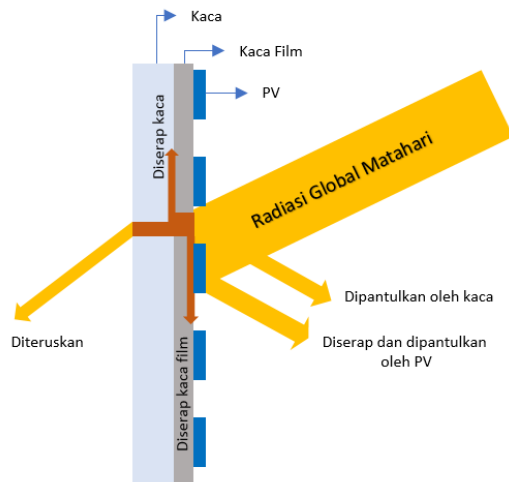 Kaca
Kaca Film
PV
Diserap kaca
Radiasi Global Matahari
Dipantulkan oleh kaca
Diteruskan
Diserap dan dipantulkan
oleh PV
Diserap kaca film